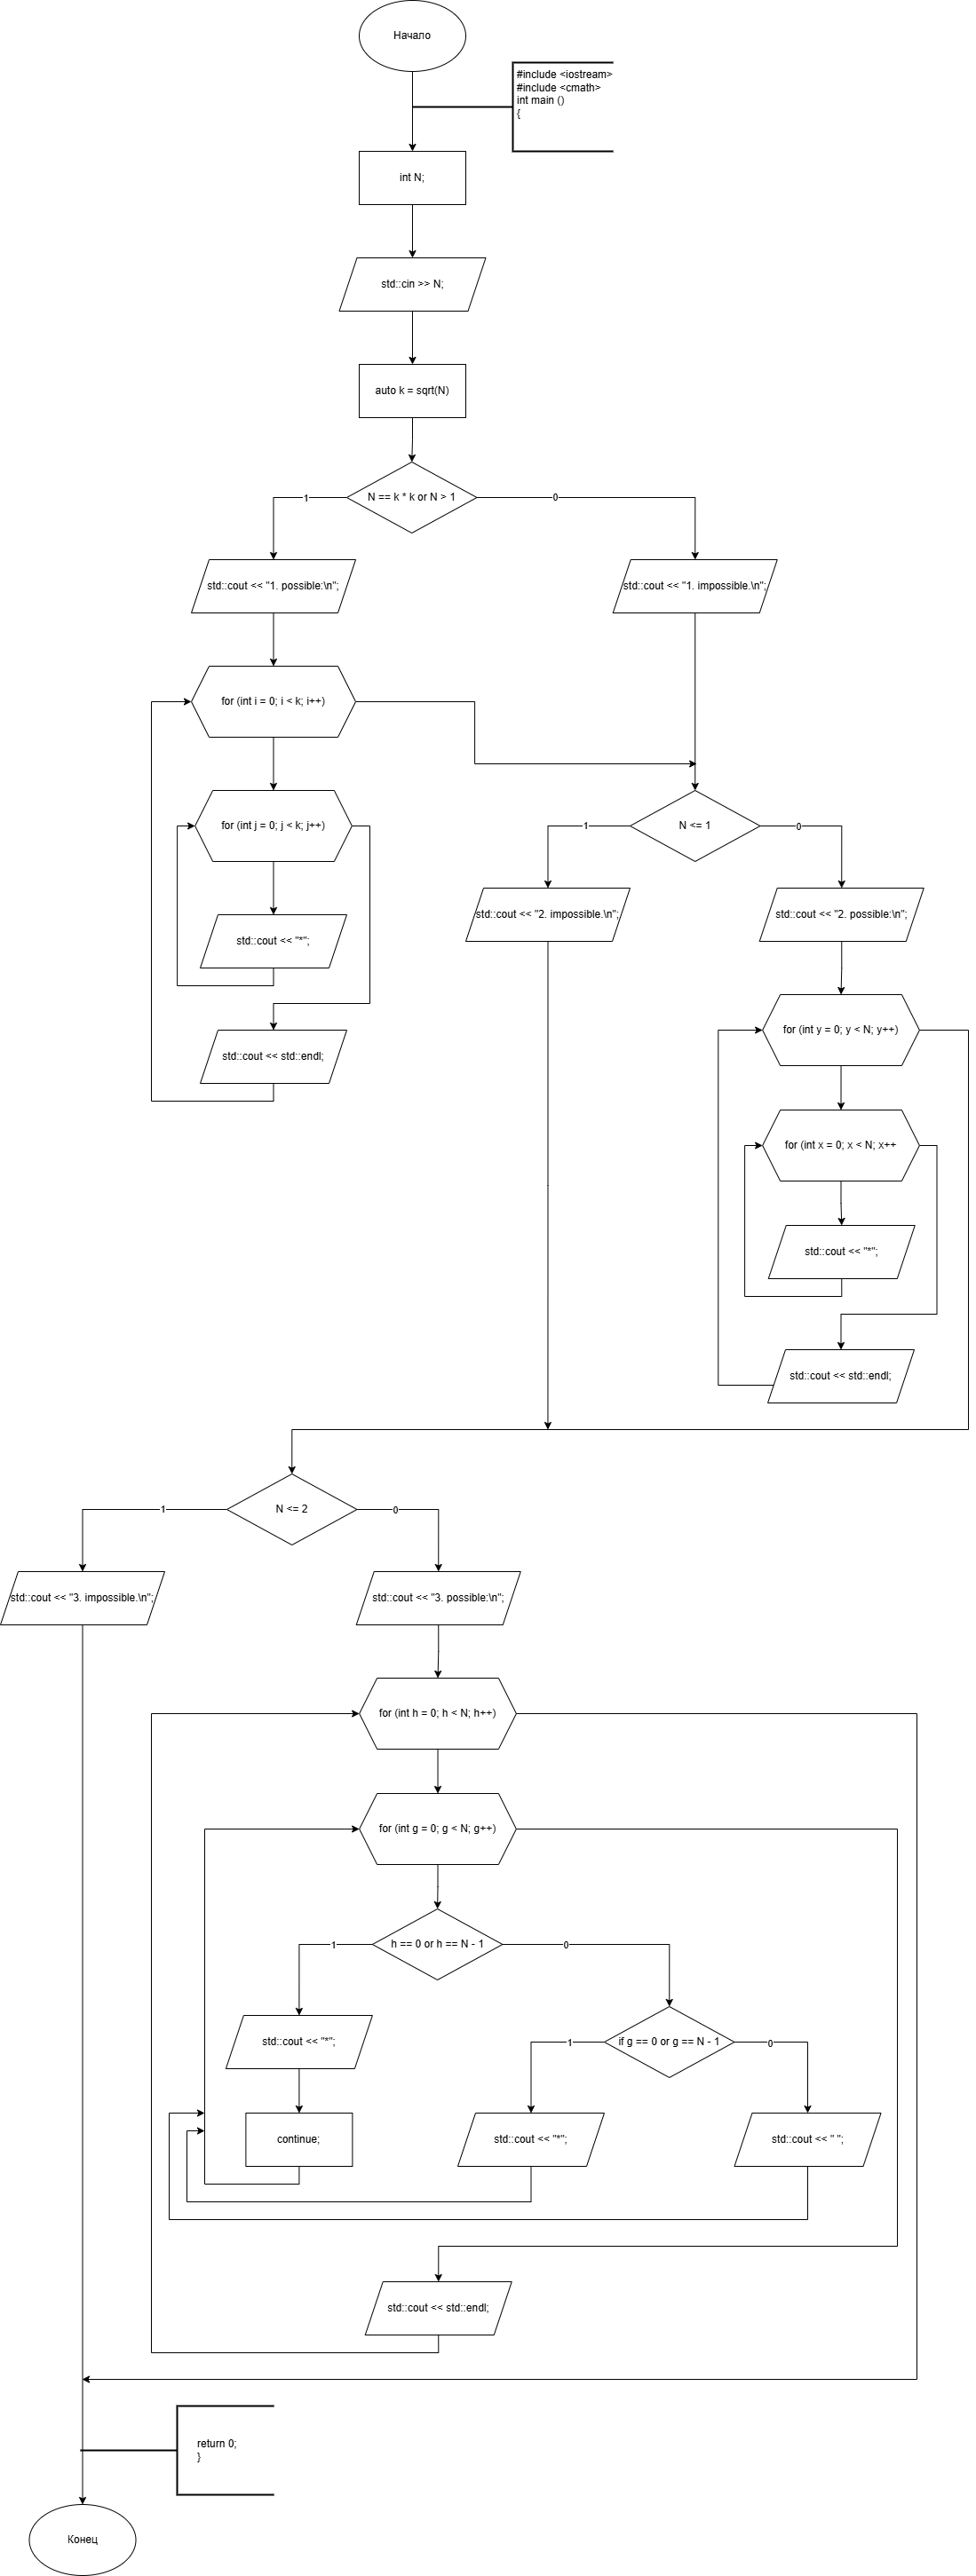 Начало
#include <iostream>
#include <cmath>
int main ()
{
int N;
std::cin >> N;
auto k = sqrt(N)
N == k * k or N > 1
1
0
std::cout << "1. possible:\n";
std::cout << "1. impossible.\n";
for (int i = 0; i < k; i++)
for (int j = 0; j < k; j++)
N <= 1
1
0
std::cout << "2. impossible.\n";
std::cout << "2. possible:\n";
std::cout << "*";
for (int y = 0; y < N; y++)
std::cout << std::endl;
for (int x = 0; x < N; x++
std::cout << "*";
std::cout << std::endl;
N <= 2
1
0
std::cout << "3. impossible.\n";
std::cout << "3. possible:\n";
for (int h = 0; h < N; h++)
for (int g = 0; g < N; g++)
h == 0 or h == N - 1
1
0
std::cout << "*";
if g == 0 or g == N - 1
1
0
continue;
std::cout << "*";
std::cout << " ";
std::cout << std::endl;
return 0;
}
Конец